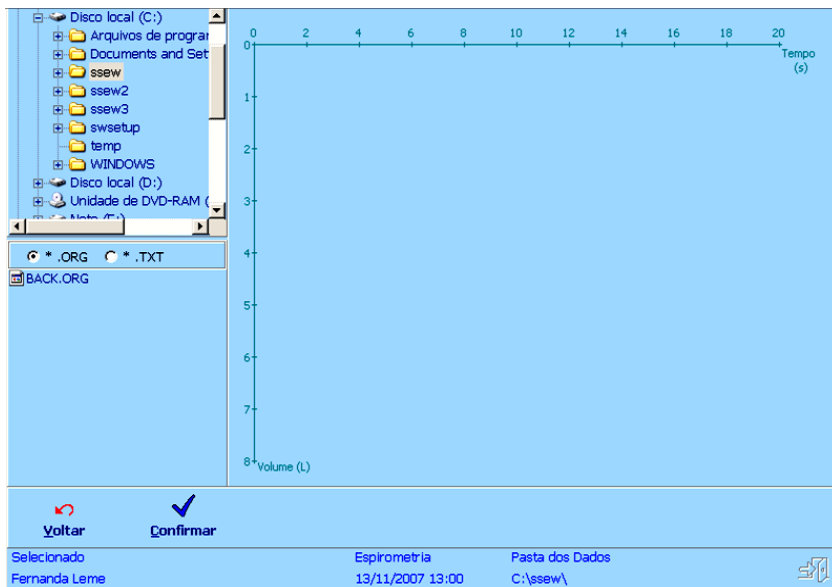 Disco local (C:)
Arquivos de prograr
Documents and Set
ssew
ssew2
ssew3
swsetup
temp
WINDOWS
Disco local (D:)
Unidade de DVD-RAM (
* .ORG * .TXT
BACK.ORG
0 2 4 6 8 10 12 14 16 18 20
Tempo
(s)
0
1
2
3
4
5
6
7
8
Volume (L)
Voltar Confirmar
Selecionado Espirometria Pasta dos Dados
Fernanda Leme 13/11/2007 13:00 C:\ssew\